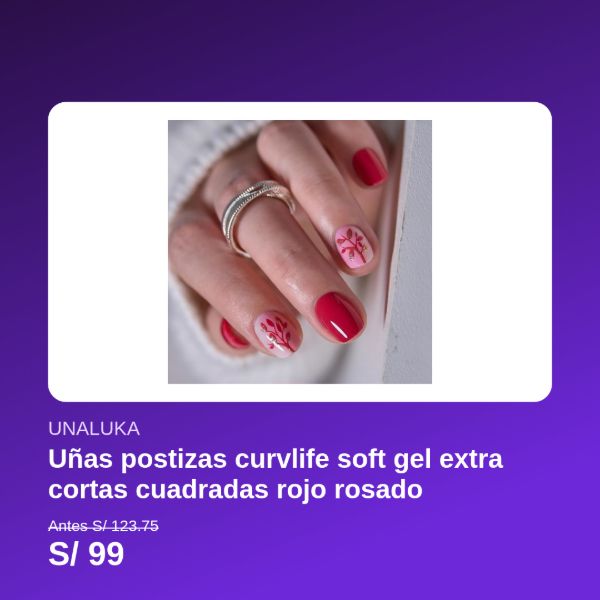 UNALUKA
Uñas postizas curvlife soft gel extra
cortas cuadradas rojo rosado
Antes S/ 123.75
S/ 99